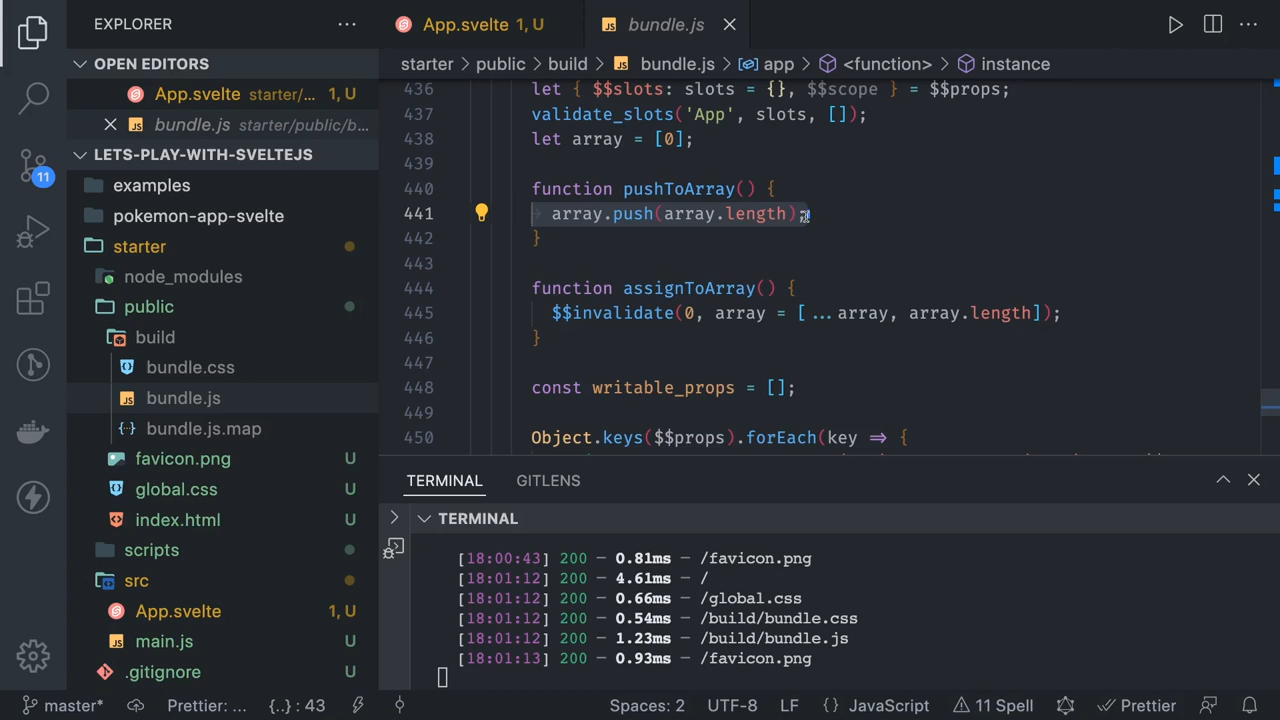 EXPLORER
OPEN EDITORS
App.svelte starter/... 1, U
bundle.js starter/public/b...
LETS-PLAY-WITH-SVELTEJS
examples
pokemon-app-svelte
starter
node_modules
public
build
bundle.css
bundle.js
bundle.js.map
favicon.png U
global.css U
index.html U
scripts
src
App.svelte 1, U
main.js U
.gitignore U
11
App.svelte 1, U
bundle.js
starter > public > build > bundle.js > app > <function> > instance
436 let { $$slots: slots = {}, $$scope } = $$props;
437 validate_slots('App', slots, []);
438 let array = [0];
439
440 function pushToArray() {
441 array.push(array.length);
442 }
443
444 function assignToArray() {
445 $$invalidate(0, array = [...array, array.length]);
446 }
447
448 const writable_props = [];
449
450 Object.keys($$props).forEach(key => {
TERMINAL GITLENS
TERMINAL
[18:00:43] 200 — 0.81ms — /favicon.png
[18:01:12] 200 — 4.61ms — /
[18:01:12] 200 — 0.66ms — /global.css
[18:01:12] 200 — 0.54ms — /build/bundle.css
[18:01:12] 200 — 1.23ms — /build/bundle.js
[18:01:13] 200 — 0.93ms — /favicon.png
master* Prettier: ... {..} : 43 Spaces: 2 UTF-8 LF {} JavaScript 11 Spell Prettier